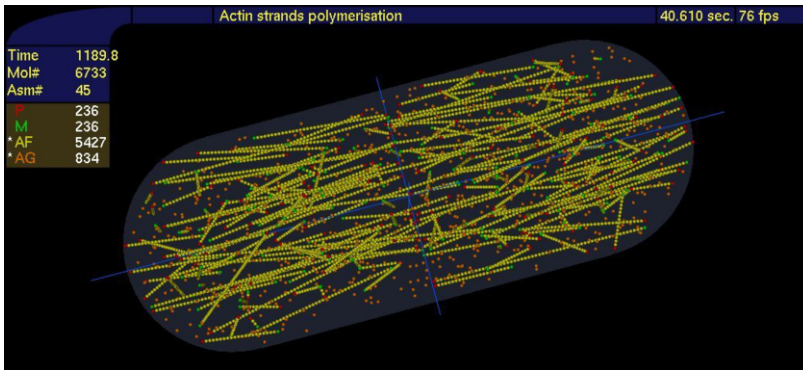 Actin strands polymerisation 40.610 sec. 76 fps
Time 1189.8
Mol# 6733
Asm# 45
P 236
M 236
*AF 5427
*AG 834